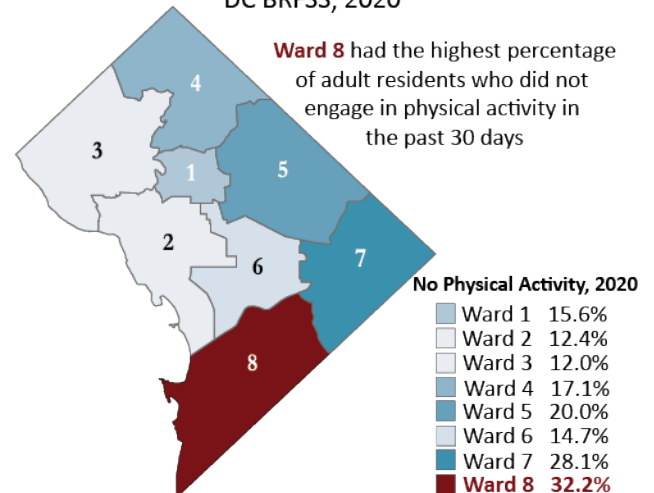 DC BRFSS, 2020
Ward 8 had the highest percentage
of adult residents who did not
engage in physical activity in
the past 30 days
4
3
1
5
2
6
7
8
No Physical Activity, 2020
Ward 1 15.6%
Ward 2 12.4%
Ward 3 12.0%
Ward 4 17.1%
Ward 5 20.0%
Ward 6 14.7%
Ward 7 28.1%
Ward 8 32.2%